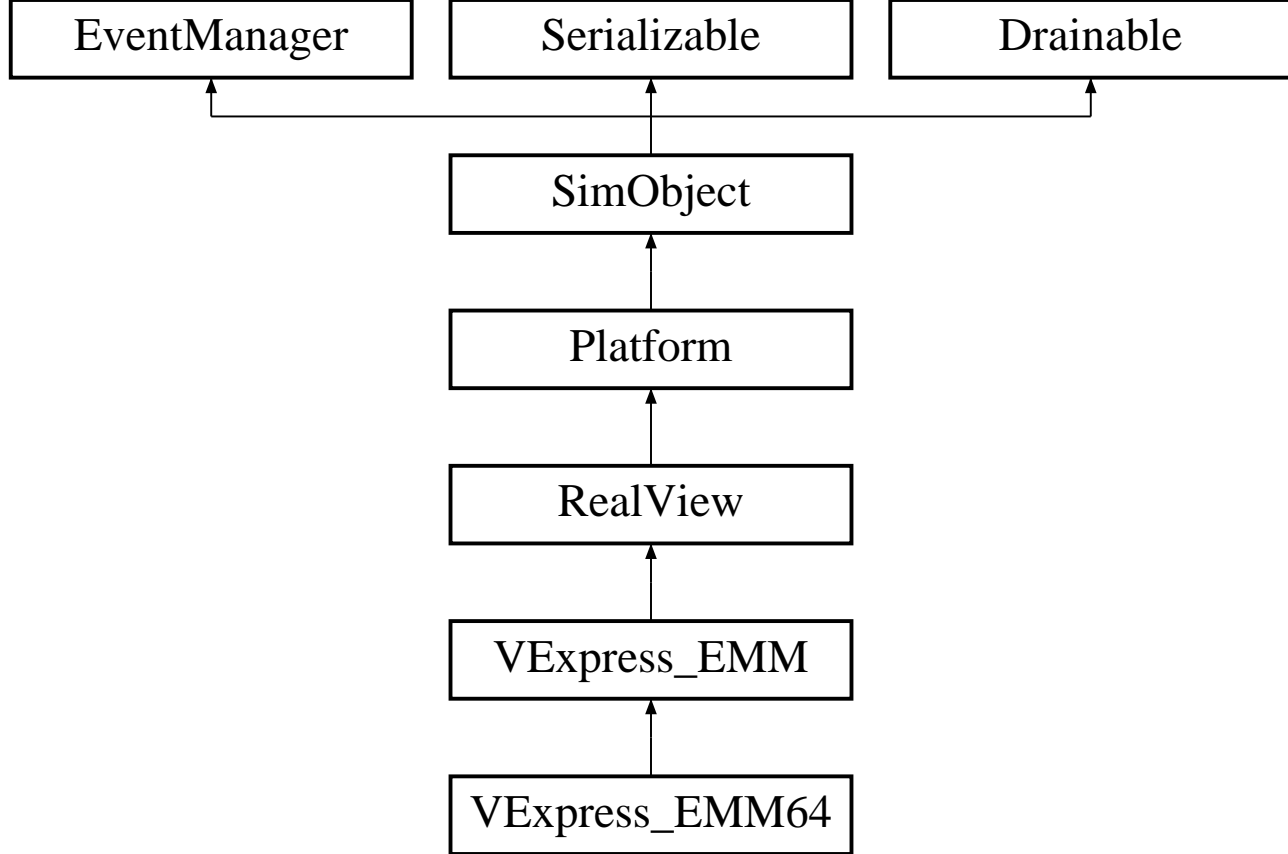 EventManager Serializable Drainable
SimObject
Platform
RealView
VExpress_EMM
VExpress_EMM64